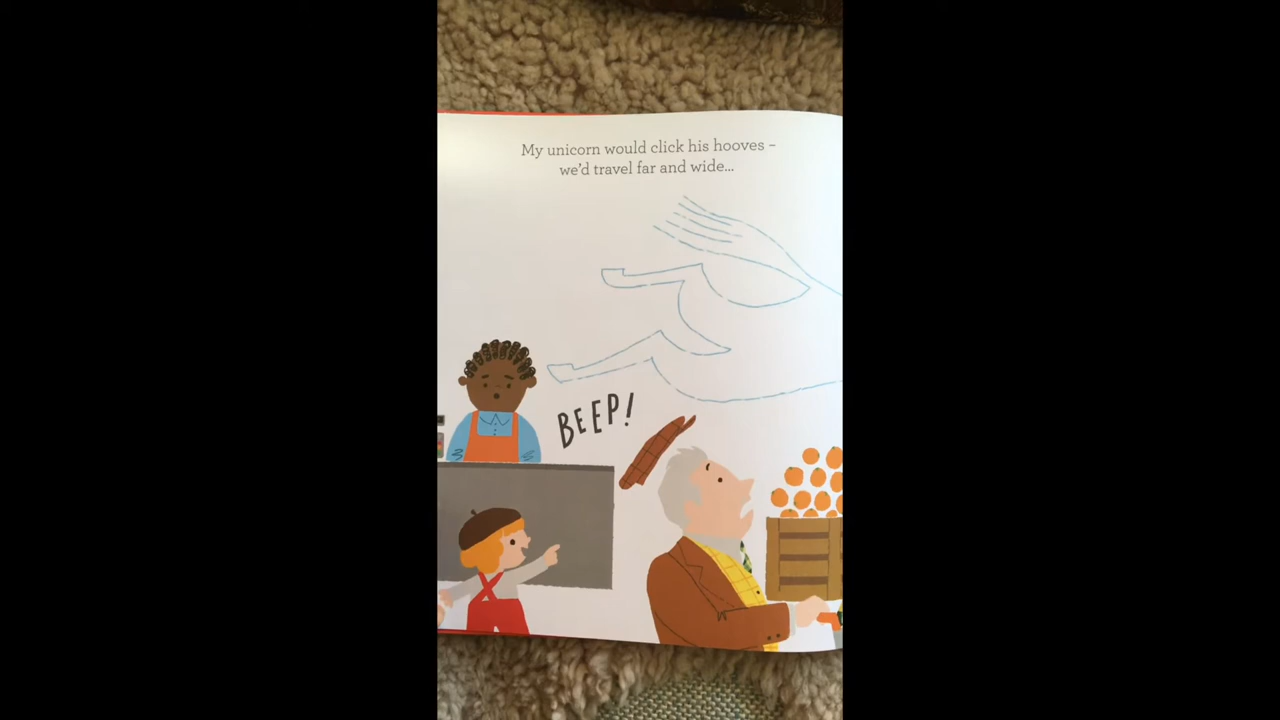 My unicorn would click his hooves –
we'd travel far and wide...
BEEP!